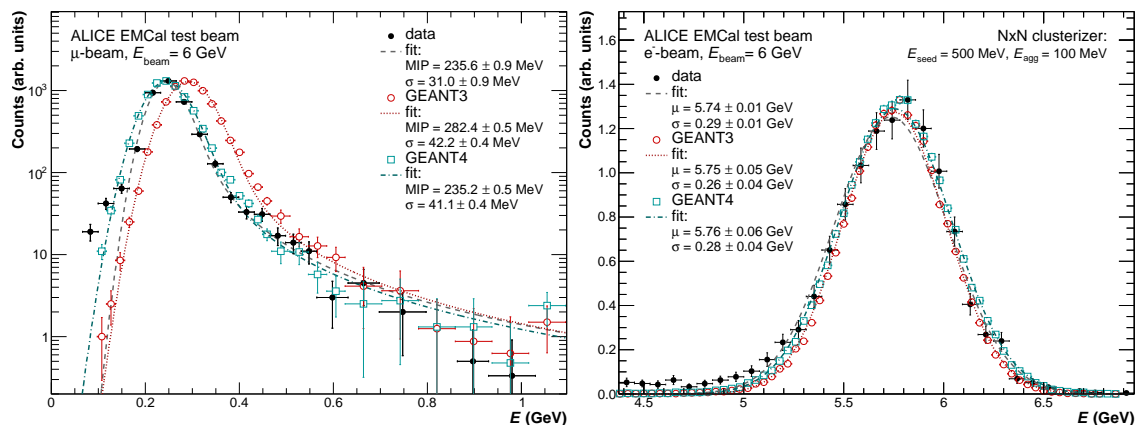 ALICE EMCal test beam
μ-beam, E_beam= 6 GeV
data
fit:
MIP = 235.6 ± 0.9 MeV
σ = 31.0 ± 0.9 MeV
GEANT3
fit:
MIP = 282.4 ± 0.5 MeV
σ = 42.2 ± 0.4 MeV
GEANT4
fit:
MIP = 235.2 ± 0.5 MeV
σ = 41.1 ± 0.4 MeV
Counts (arb. units)
10³
10²
10
1
0 0.2 0.4 0.6 0.8 1
E (GeV)
ALICE EMCal test beam
e⁻-beam, E_beam= 6 GeV
NxN clusterizer:
E_seed = 500 MeV, E_agg = 100 MeV
data
fit:
μ = 5.74 ± 0.01 GeV
σ = 0.29 ± 0.01 GeV
GEANT3
fit:
μ = 5.75 ± 0.05 GeV
σ = 0.26 ± 0.04 GeV
GEANT4
fit:
μ = 5.76 ± 0.06 GeV
σ = 0.28 ± 0.04 GeV
Counts (arb. units)
1.6
1.4
1.2
1.0
0.8
0.6
0.4
0.2
0.0
4.5 5 5.5 6 6.5
E (GeV)